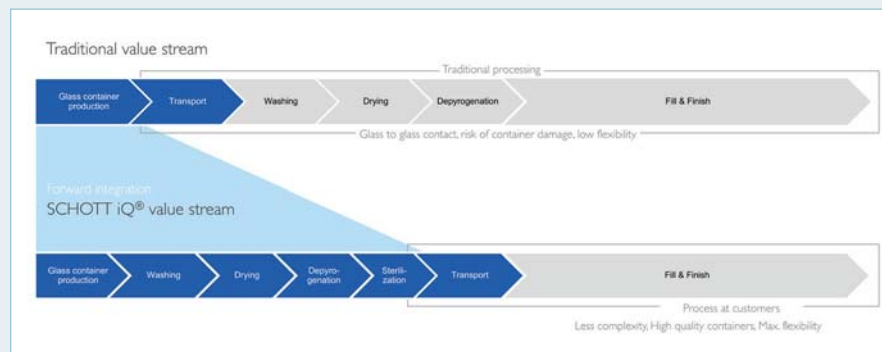 Traditional value stream
Traditional processing
Glass container
production
Transport
Washing
Drying
Depyrogenation
Fill & Finish
Glass to glass contact, risk of container damage, low flexibility
Forward integration
SCHOTT iQ® value stream
Glass container
production
Washing
Drying
Depyro-
genation
Sterili-
zation
Transport
Fill & Finish
Process at customers
Less complexity, High quality containers, Max. flexibility